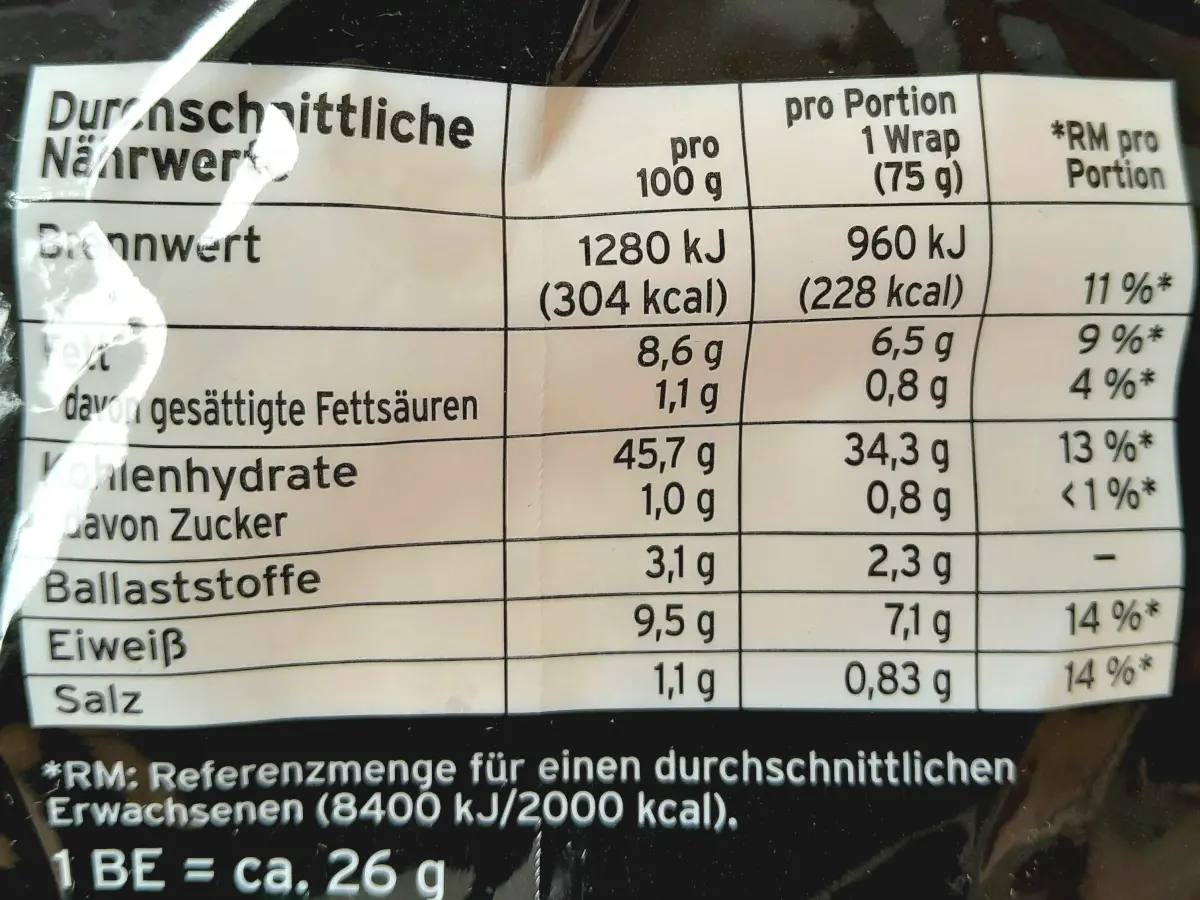 Durchschnittliche
Nährwerte
pro
100 g
pro Portion
1 Wrap
(75 g)
*RM pro
Portion
Brennwert 1280 kJ 960 kJ
(304 kcal) (228 kcal) 11 %*
Fett 8,6 g 6,5 g 9 %*
davon gesättigte Fettsäuren 1,1 g 0,8 g 4 %*
Kohlenhydrate 45,7 g 34,3 g 13 %*
davon Zucker 1,0 g 0,8 g <1 %*
Ballaststoffe 3,1 g 2,3 g –
Eiweiß 9,5 g 7,1 g 14 %*
Salz 1,1 g 0,83 g 14 %*
*RM: Referenzmenge für einen durchschnittlichen
Erwachsenen (8400 kJ/2000 kcal).
1 BE = ca. 26 g